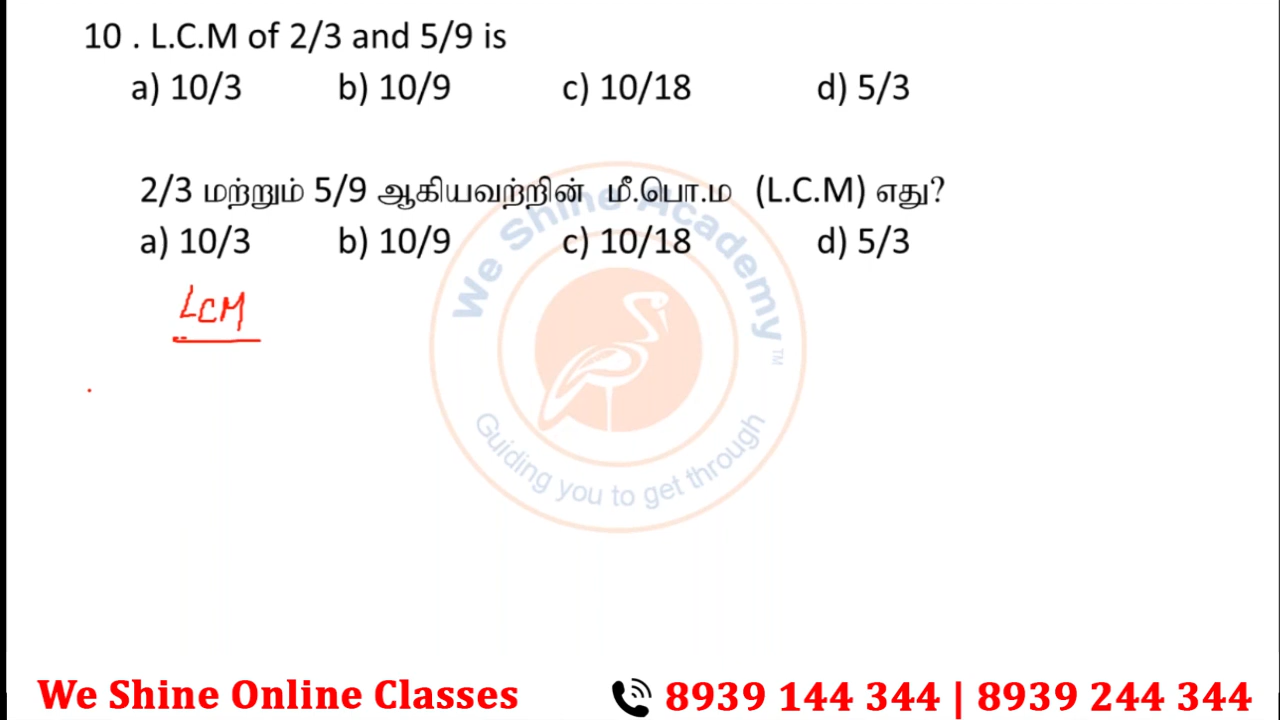 10 . L.C.M of 2/3 and 5/9 is
a) 10/3 b) 10/9 c) 10/18 d) 5/3
2/3 மற்றும் 5/9 ஆகியவற்றின் மீ.பொ.ம (L.C.M) எது?
a) 10/3 b) 10/9 c) 10/18 d) 5/3
LCM
We Shine Academy TM
Guiding you to get through
We Shine Online Classes 8939 144 344 | 8939 244 344